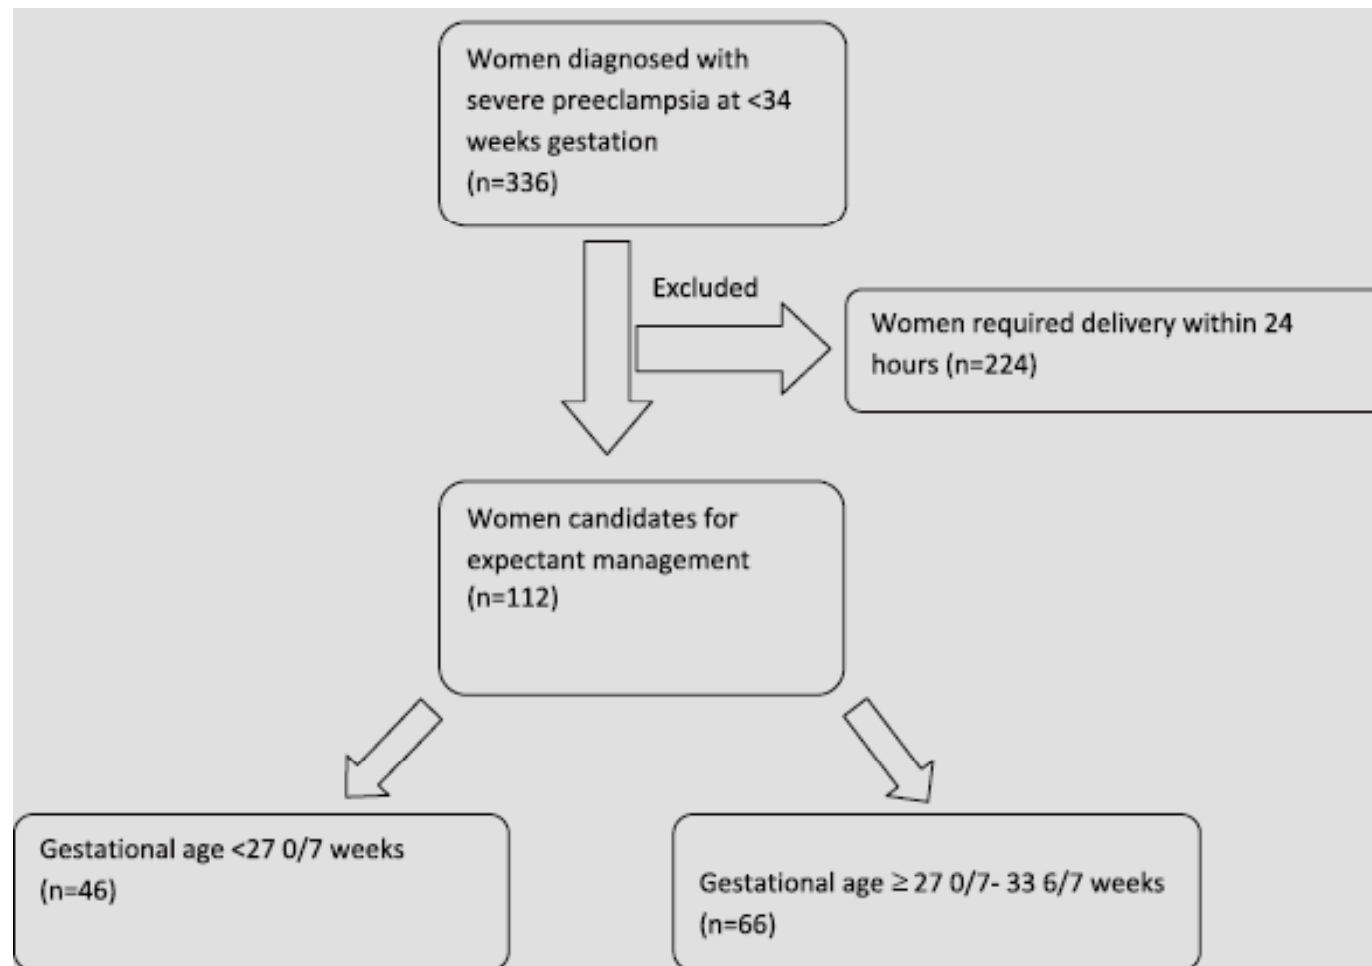 Women diagnosed with
severe preeclampsia at <34
weeks gestation
(n=336)
Excluded
Women required delivery within 24
hours (n=224)
Women candidates for
expectant management
(n=112)
Gestational age <27 0/7 weeks
(n=46)
Gestational age ≥ 27 0/7- 33 6/7 weeks
(n=66)